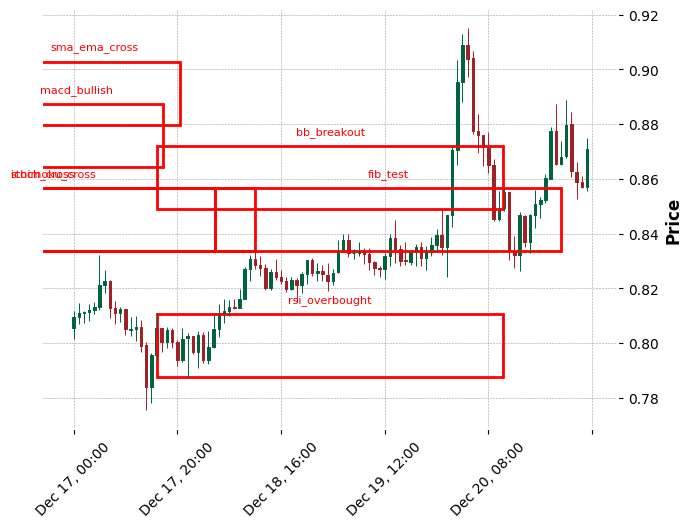 0.92
sma_ema_cross
0.90
macd_bullish
0.88
bb_breakout
0.86
fib_test
0.84
Price
0.82
rsi_overbought
0.80
0.78
Dec 17, 00:00
Dec 17, 20:00
Dec 18, 16:00
Dec 19, 12:00
Dec 20, 08:00